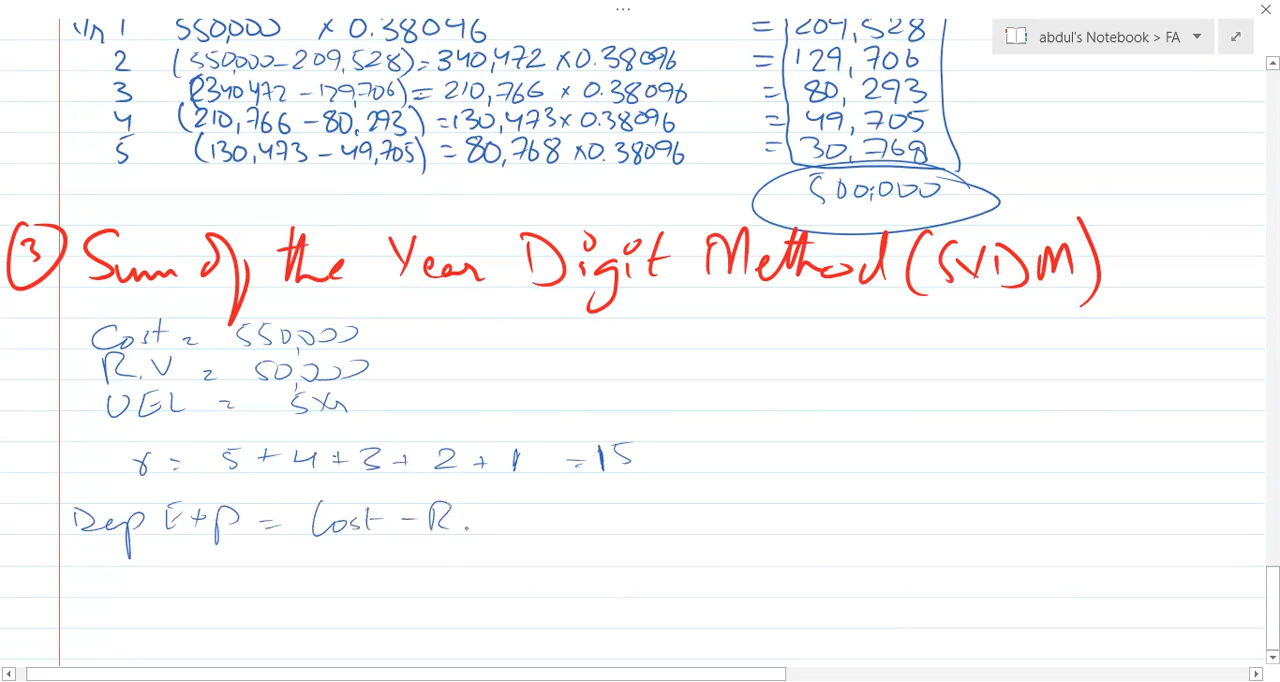 abdul's Notebook > FA
Yr 1 550,000 × 0.38096 = 209,528
2 (550,000 - 209,528) = 340,472 × 0.38096 = 129,706
3 (340472 - 129,706) = 210,766 × 0.38096 = 80,293
4 (210,766 - 80,293) = 130,473 × 0.38096 = 49,705
5 (130,473 - 49,705) = 80,768 × 0.38096 = 30,768
500,000
3 Sum of the Year Digit Method (SYDM)
Cost = 550,000
R.V = 50,000
UEL = 5 Yr
r = 5 + 4 + 3 + 2 + 1 = 15
Dep Exp = Cost - R.